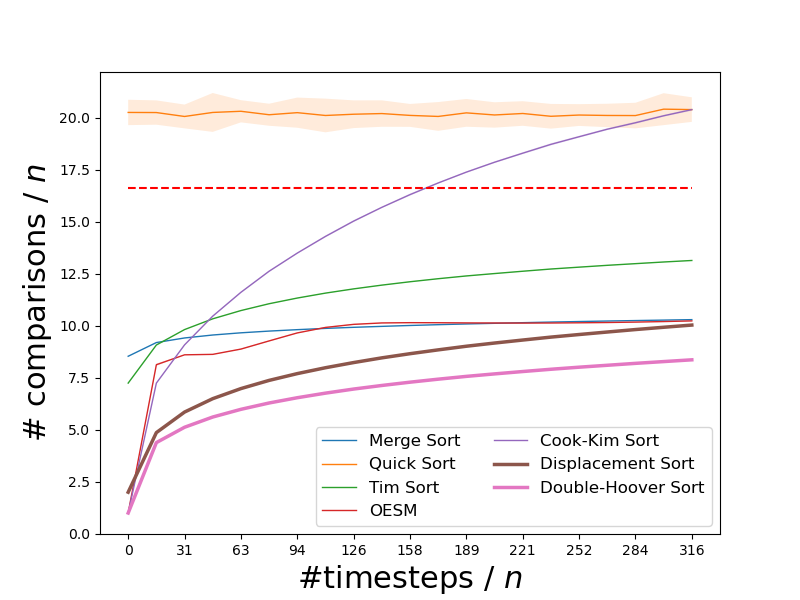 # comparisons / n
20.0
17.5
15.0
12.5
10.0
7.5
5.0
2.5
0.0
0 31 63 94 126 158 189 221 252 284 316
#timesteps / n
Merge Sort
Quick Sort
Tim Sort
OESM
Cook-Kim Sort
Displacement Sort
Double-Hoover Sort